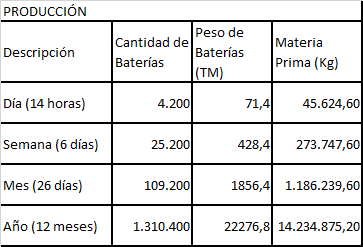 PRODUCCIÓN
Descripción Cantidad de Baterías Peso de Baterías (TM) Materia Prima (Kg)
Día (14 horas) 4.200 71,4 45.624,60
Semana (6 días) 25.200 428,4 273.747,60
Mes (26 días) 109.200 1856,4 1.186.239,60
Año (12 meses) 1.310.400 22276,8 14.234.875,20